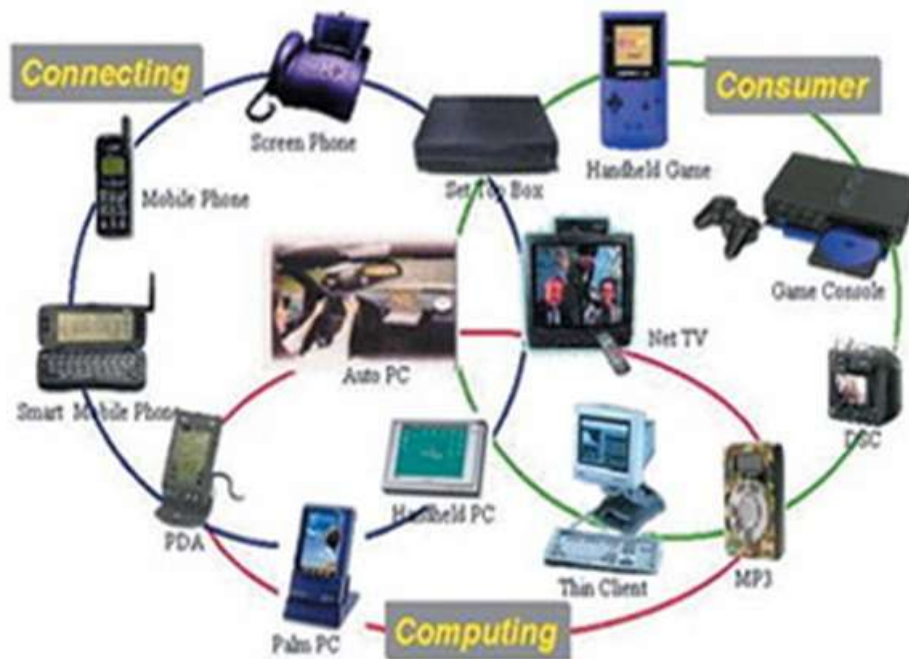 Connecting
Consumer
Screen Phone
Handheld Game
Set Top Box
Mobile Phone
Game Console
Net TV
Auto PC
Smart Mobile Phone
DSC
Handheld PC
PDA
MP3
Thin Client
Palm PC
Computing